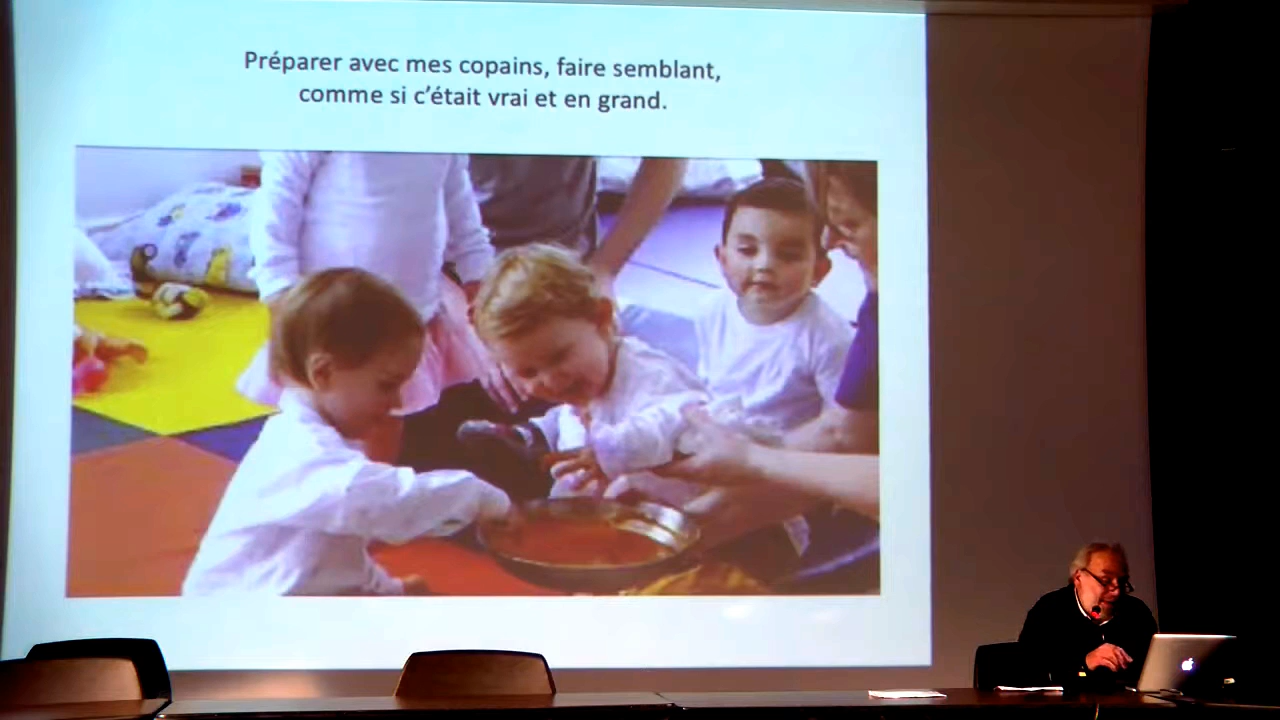 Préparer avec mes copains, faire semblant,
comme si c’était vrai et en grand.